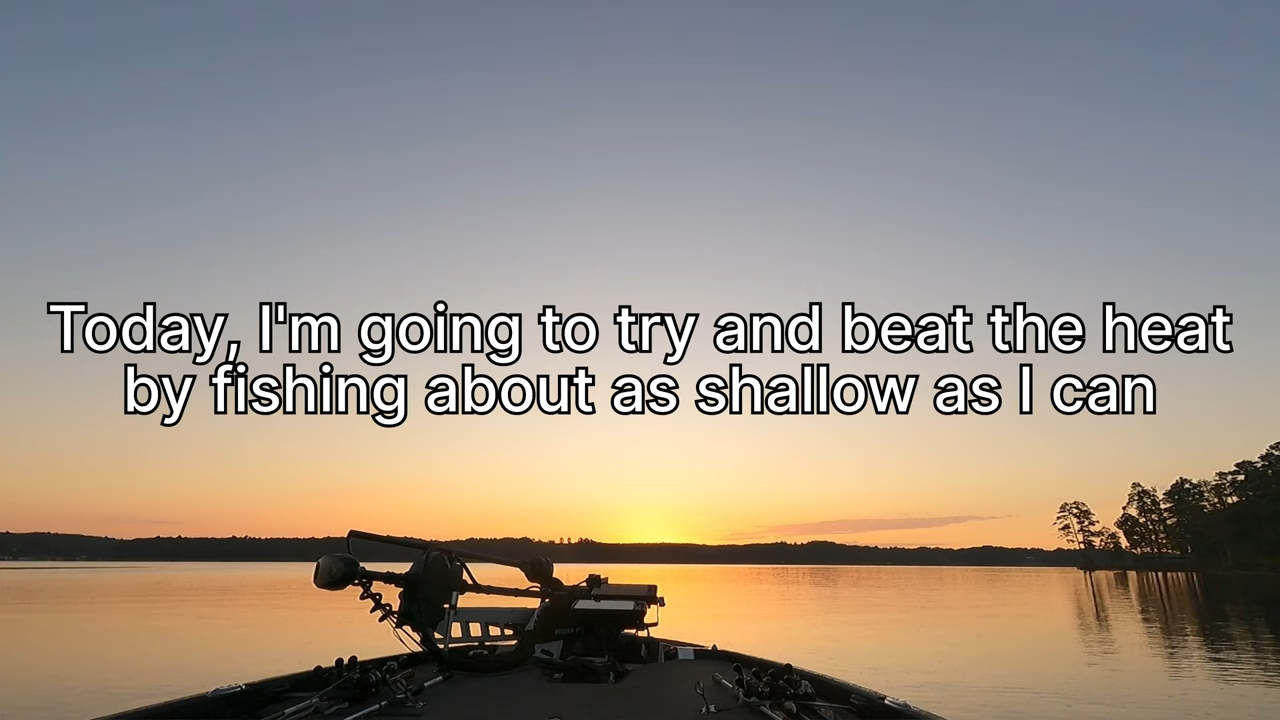 Today, I'm going to try and beat the heat
by fishing about as shallow as I can